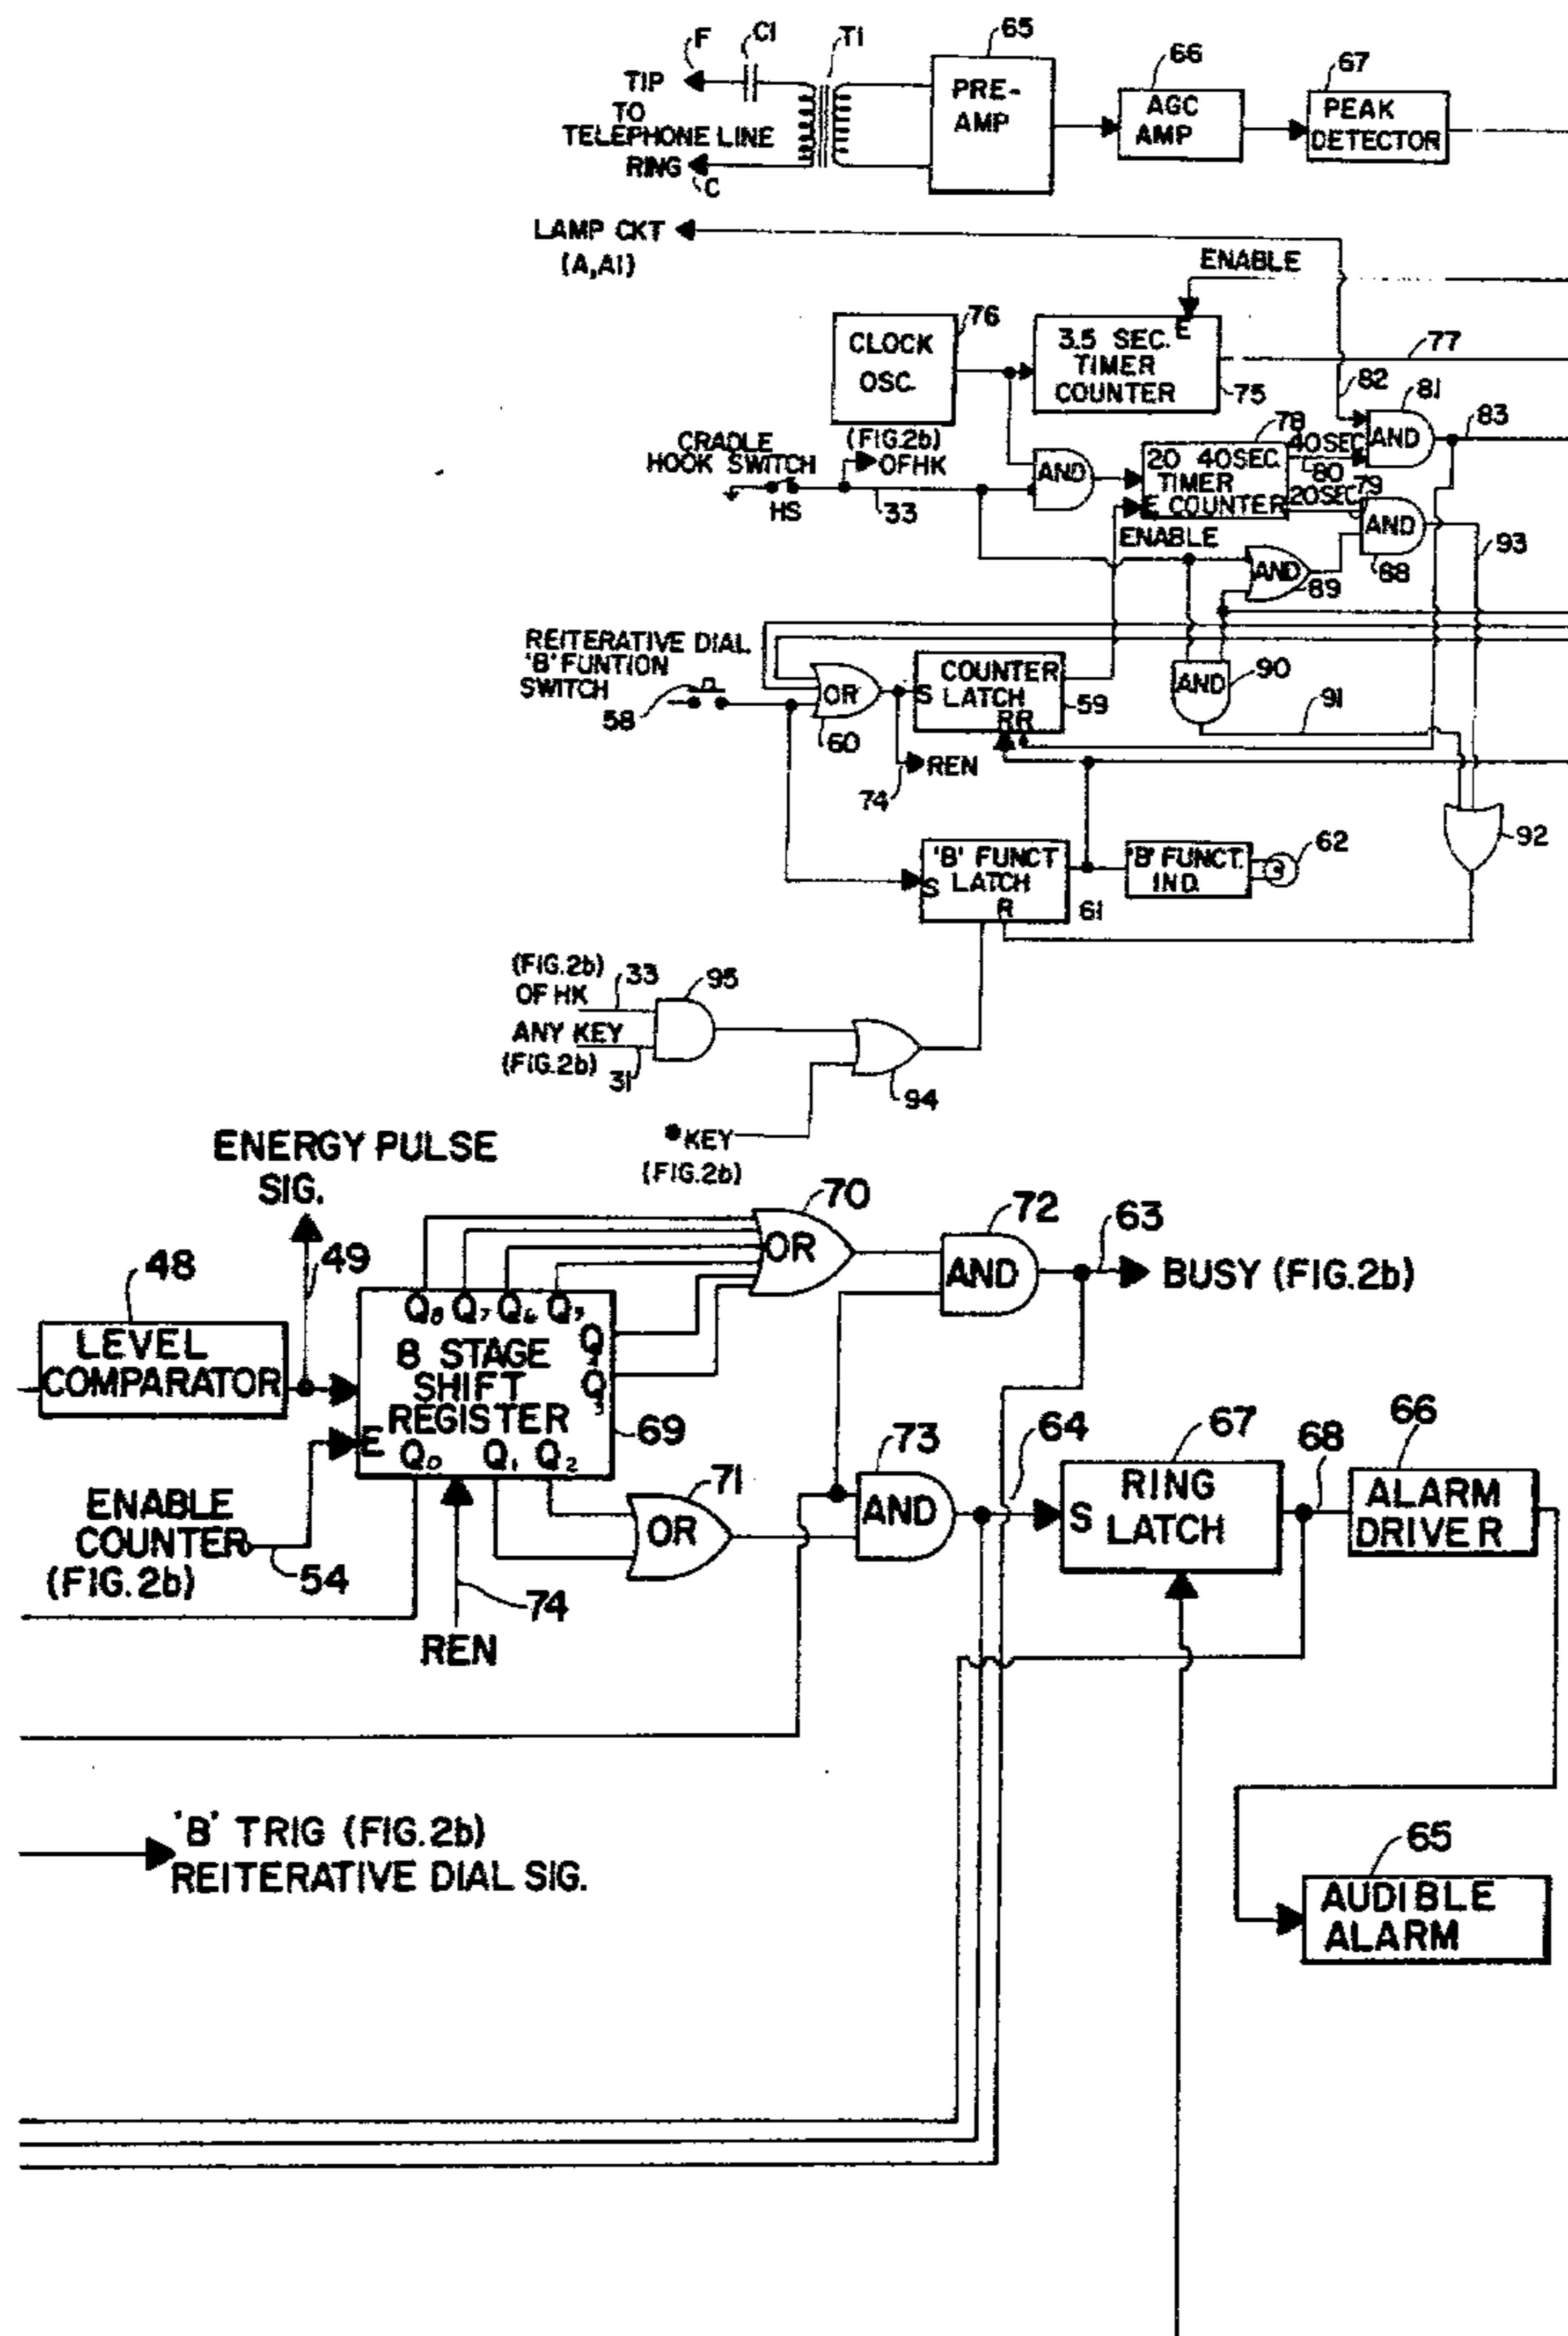 F
C1
T1
65
66
67
TIP
TO
TELEPHONE LINE
RING
C
PRE-
AMP
AGC
AMP
PEAK
DETECTOR
LAMP CKT
(A,A1)
ENABLE
76
CLOCK
OSC.
E
3.5 SEC.
TIMER
COUNTER
75
77
82
81
83
AND
(FIG.2b)
OFHK
CRADLE
HOOK SWITCH
HS
33
AND
78
20 40SEC.
TIMER
E COUNTER
40SEC
80
20SEC
79
AND
88
93
ENABLE
AND
89
REITERATIVE DIAL
'B' FUNTION
SWITCH
58
OR
60
S
COUNTER
LATCH
RR
59
AND
90
91
REN
74
92
'B' FUNCT
LATCH
S
R
61
'B' FUNCT.
IND.
62
(FIG.2b)
OF HK
33
95
ANY KEY
(FIG.2b)
31
94
KEY
(FIG.2b)
ENERGY PULSE
SIG.
49
48
LEVEL
COMPARATOR
70
OR
72
AND
63
BUSY (FIG.2b)
Q8 Q7 Q6 Q5
Q4
Q3
8 STAGE
SHIFT
REGISTER
E
Q0 Q1 Q2
69
ENABLE
COUNTER
(FIG.2b)
54
74
REN
71
OR
73
AND
64
67
S
RING
LATCH
68
66
ALARM
DRIVER
'B' TRIG (FIG.2b)
REITERATIVE DIAL SIG.
65
AUDIBLE
ALARM